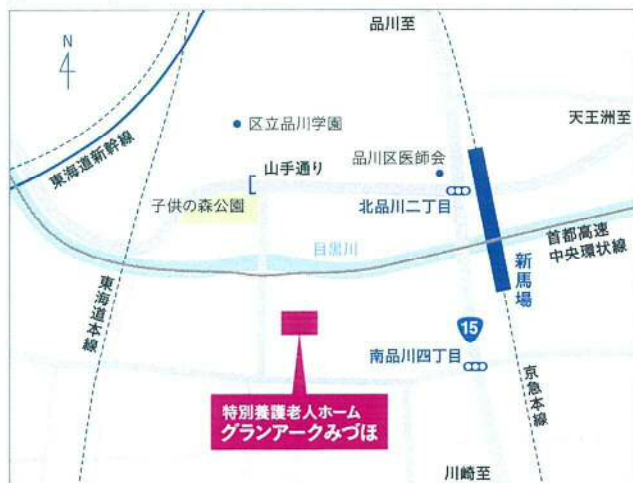 N
品川至
天王洲至
区立品川学園
東海道新幹線
山手通り
品川区医師会
子供の森公園
北品川二丁目
首都高速
中央環状線
目黒川
新馬場
東海道本線
15
南品川四丁目
特別養護老人ホーム
グランアークみづほ
京急本線
川崎至